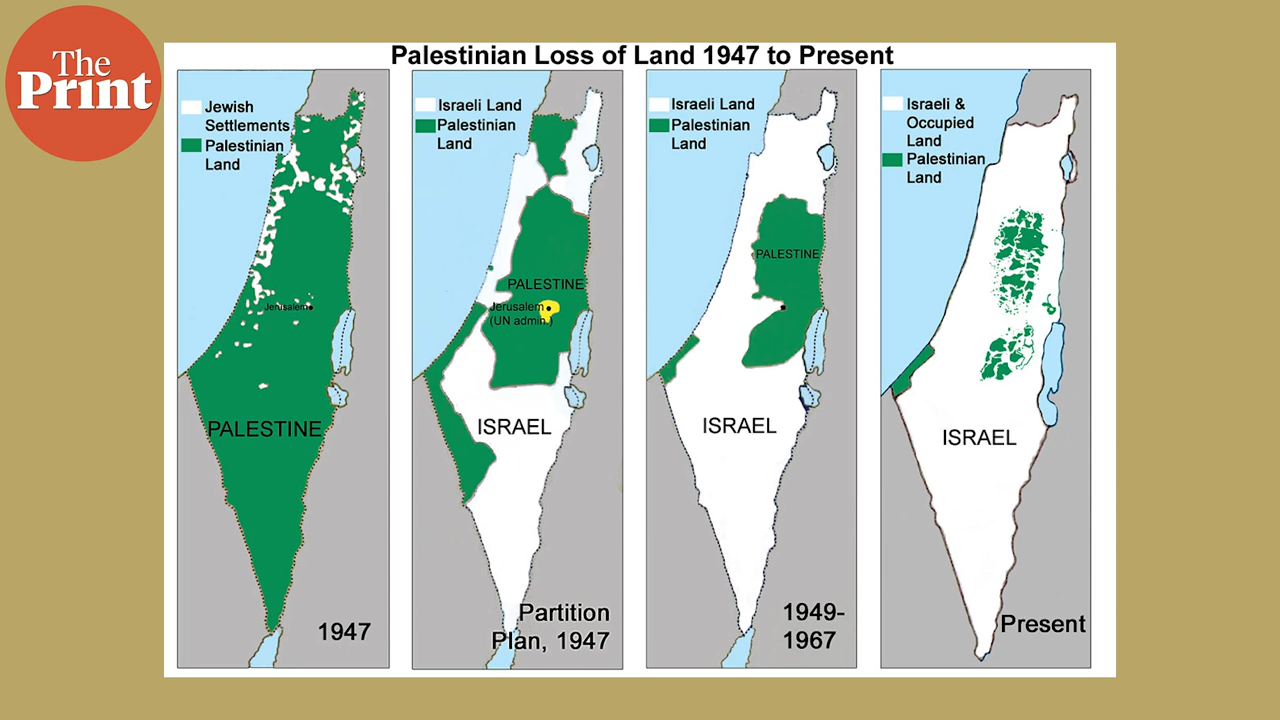 The
Print
Palestinian Loss of Land 1947 to Present
Jewish
Settlements
Palestinian
Land
Jerusalem
PALESTINE
1947
Israeli Land
Palestinian
Land
PALESTINE
Jerusalem
(UN admin.)
ISRAEL
Partition
Plan, 1947
Israeli Land
Palestinian
Land
PALESTINE
ISRAEL
1949-
1967
Israeli &
Occupied
Land
Palestinian
Land
ISRAEL
Present